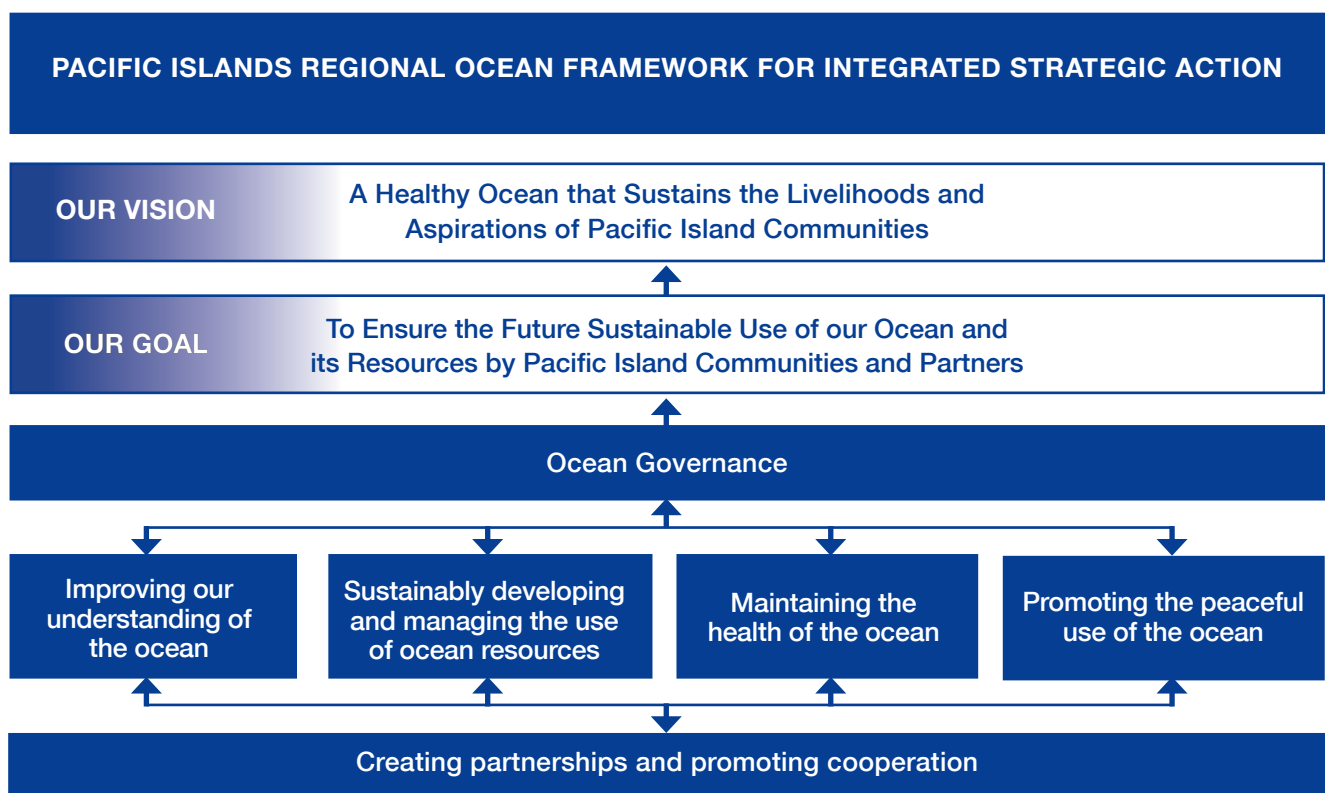 PACIFIC ISLANDS REGIONAL OCEAN FRAMEWORK FOR INTEGRATED STRATEGIC ACTION
OUR VISION
A Healthy Ocean that Sustains the Livelihoods and
Aspirations of Pacific Island Communities
OUR GOAL
To Ensure the Future Sustainable Use of our Ocean and
its Resources by Pacific Island Communities and Partners
Ocean Governance
Improving our
understanding of
the ocean
Sustainably developing
and managing the use
of ocean resources
Maintaining the
health of the ocean
Promoting the peaceful
use of the ocean
Creating partnerships and promoting cooperation